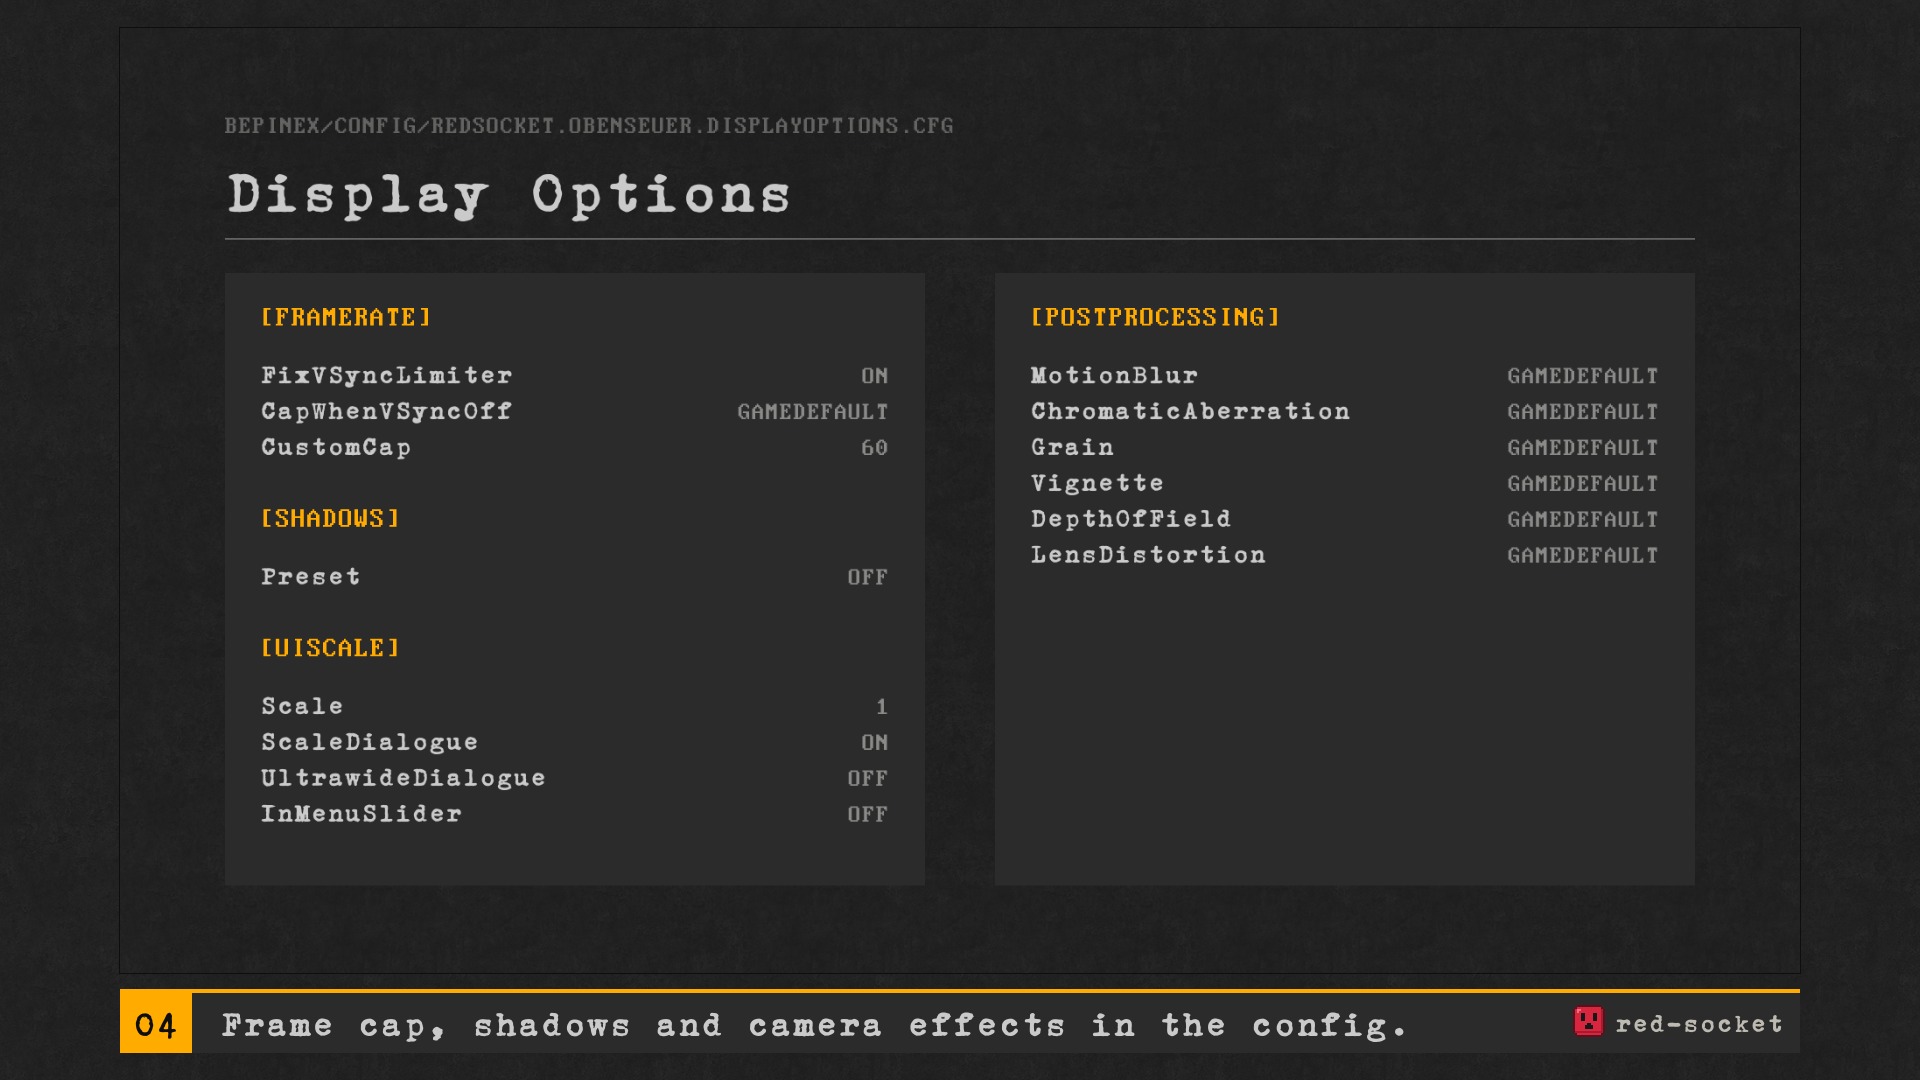 BEPINEX/CONFIG/REDSOCKET.OBENSEUER.DISPLAYOPTIONS.CFG
Display Options
[FRAMERATE]
FixVSyncLimiter ON
CapWhenVSyncOff GAMEDEFAULT
CustomCap 60
[SHADOWS]
Preset OFF
[UISCALE]
Scale 1
ScaleDialogue ON
UltrawideDialogue OFF
InMenuSlider OFF
[POSTPROCESSING]
MotionBlur GAMEDEFAULT
ChromaticAberration GAMEDEFAULT
Grain GAMEDEFAULT
Vignette GAMEDEFAULT
DepthOfField GAMEDEFAULT
LensDistortion GAMEDEFAULT
04 Frame cap, shadows and camera effects in the config. red-socket